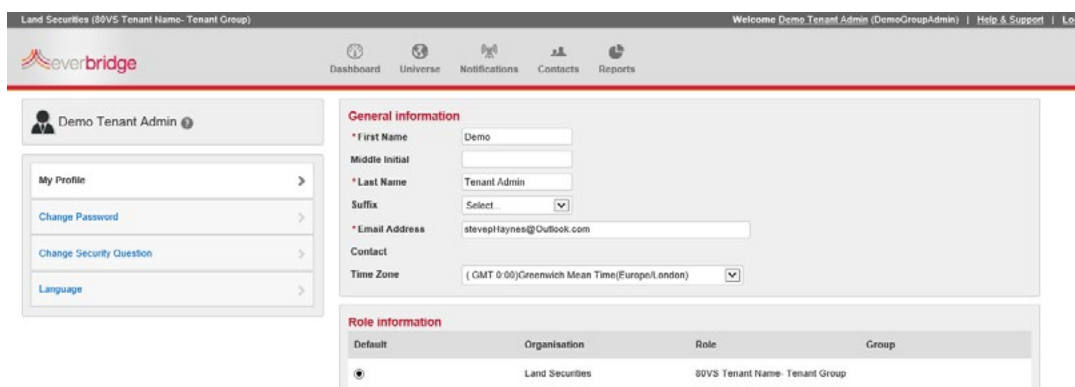 Land Securities (80VS Tenant Name- Tenant Group)
Welcome Demo Tenant Admin (DemoGroupAdmin) | Help & Support | Lo
everbridge
Dashboard Universe Notifications Contacts Reports
Demo Tenant Admin
My Profile
Change Password
Change Security Question
Language
General information
* First Name Demo
Middle Initial
* Last Name Tenant Admin
Suffix Select...
* Email Address stevepHaynes@Outlook.com
Contact
Time Zone ( GMT 0:00)Greenwich Mean Time(Europe/London)
Role information
Default Organisation Role Group
Land Securities 80VS Tenant Name- Tenant Group